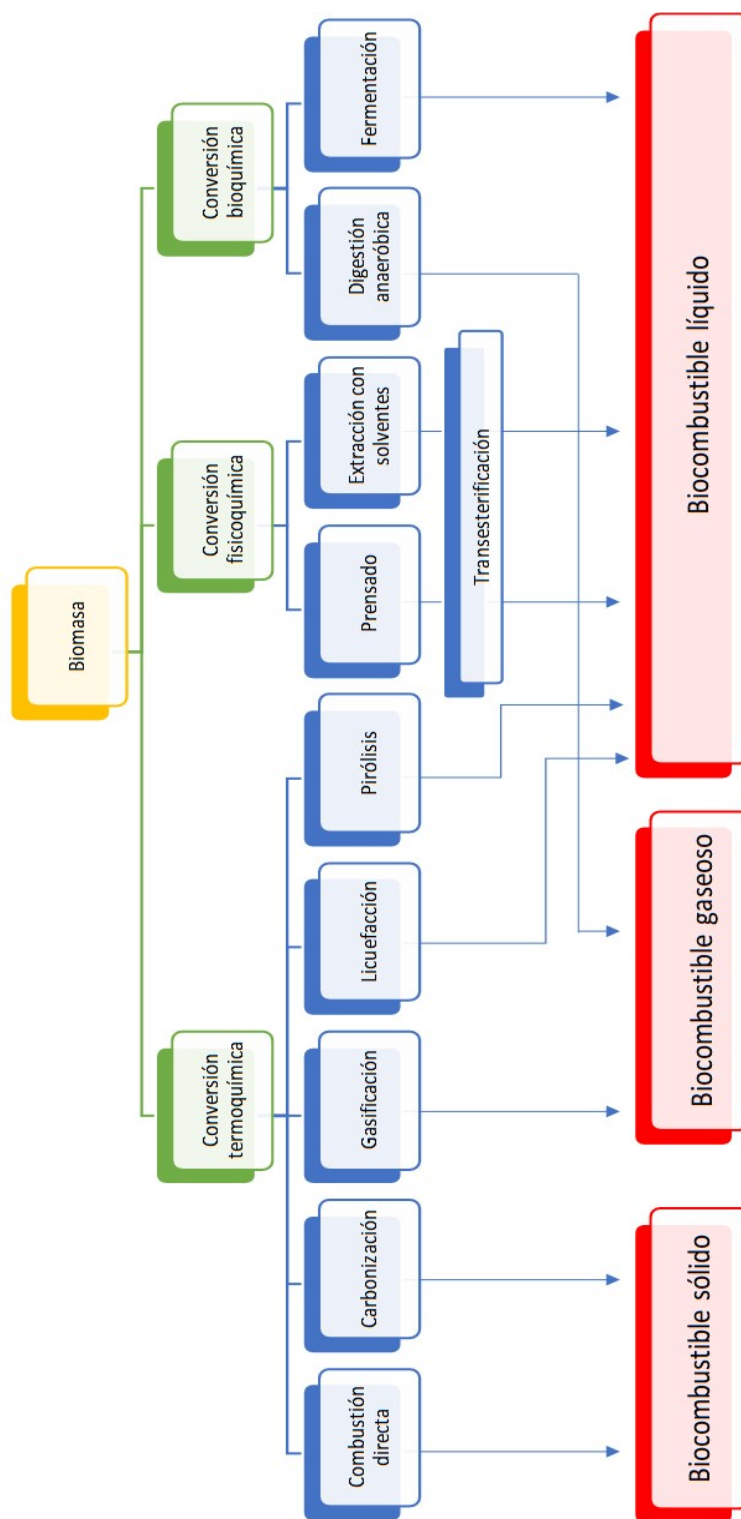 Biomasa
Conversión
termoquímica
Conversión
fisicoquímica
Conversión
bioquímica
Combustión
directa
Carbonización
Gasificación
Licuefacción
Pirólisis
Prensado
Extracción con
solventes
Digestión
anaeróbica
Fermentación
Transesterificación
Biocombustible sólido
Biocombustible gaseoso
Biocombustible líquido